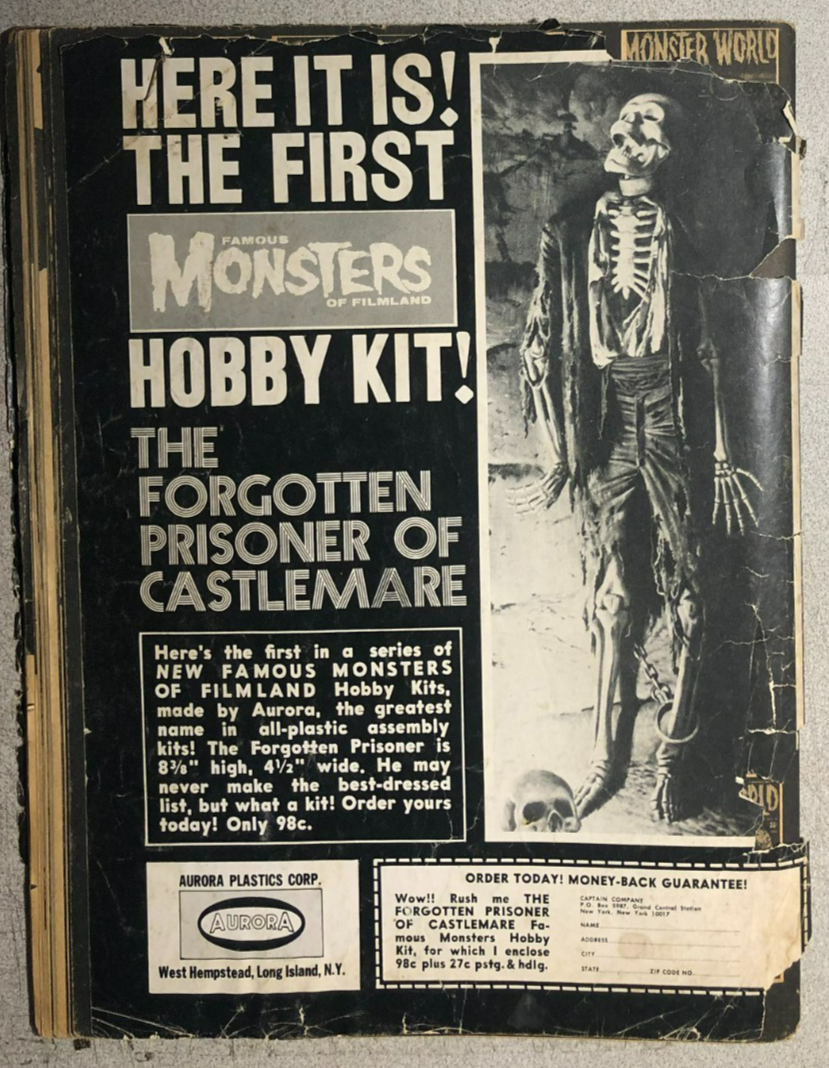 MONSTER WORLD
HERE IT IS!
THE FIRST
FAMOUS
MONSTERS
OF FILMLAND
HOBBY KIT!
THE
FORGOTTEN
PRISONER OF
CASTLEMARE
Here's the first in a series of
NEW FAMOUS MONSTERS
OF FILMLAND Hobby Kits,
made by Aurora, the greatest
name in all-plastic assembly
kits! The Forgotten Prisoner is
8⅜" high, 4½" wide. He may
never make the best-dressed
list, but what a kit! Order yours
today! Only 98c.
AURORA PLASTICS CORP.
AURORA
West Hempstead, Long Island, N.Y.
ORDER TODAY! MONEY-BACK GUARANTEE!
Wow!! Rush me THE
FORGOTTEN PRISONER
OF CASTLEMARE Fa-
mous Monsters Hobby
Kit, for which I enclose
98c plus 27c pstg. & hdlg.
CAPTAIN COMPANY
P.O. Box 5987, Grand Central Station
New York, New York 10017
NAME
ADDRESS
CITY
STATE ZIP CODE NO.